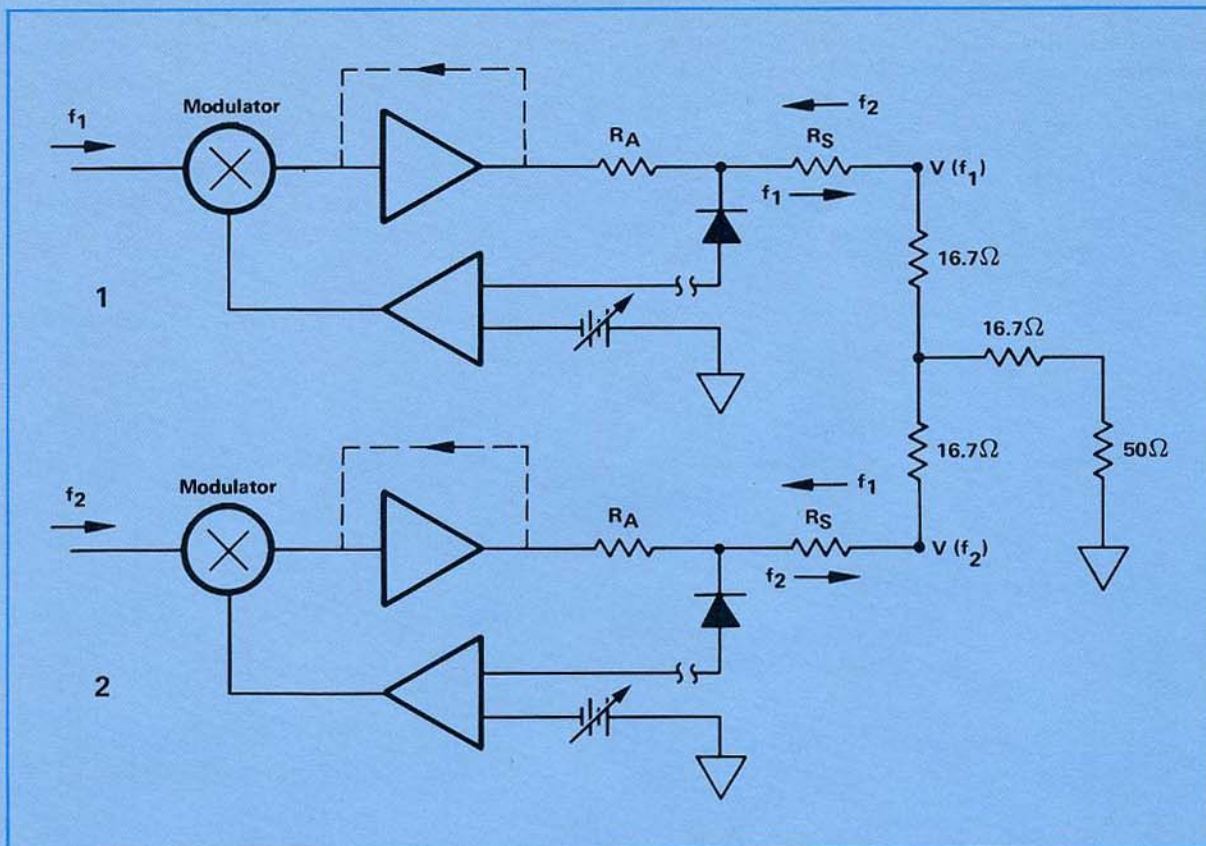 f2
Modulator
f1
RA
RS
V (f1)
f1
16.7Ω
1
16.7Ω
16.7Ω
50Ω
f1
Modulator
f2
RA
RS
V (f2)
f2
2